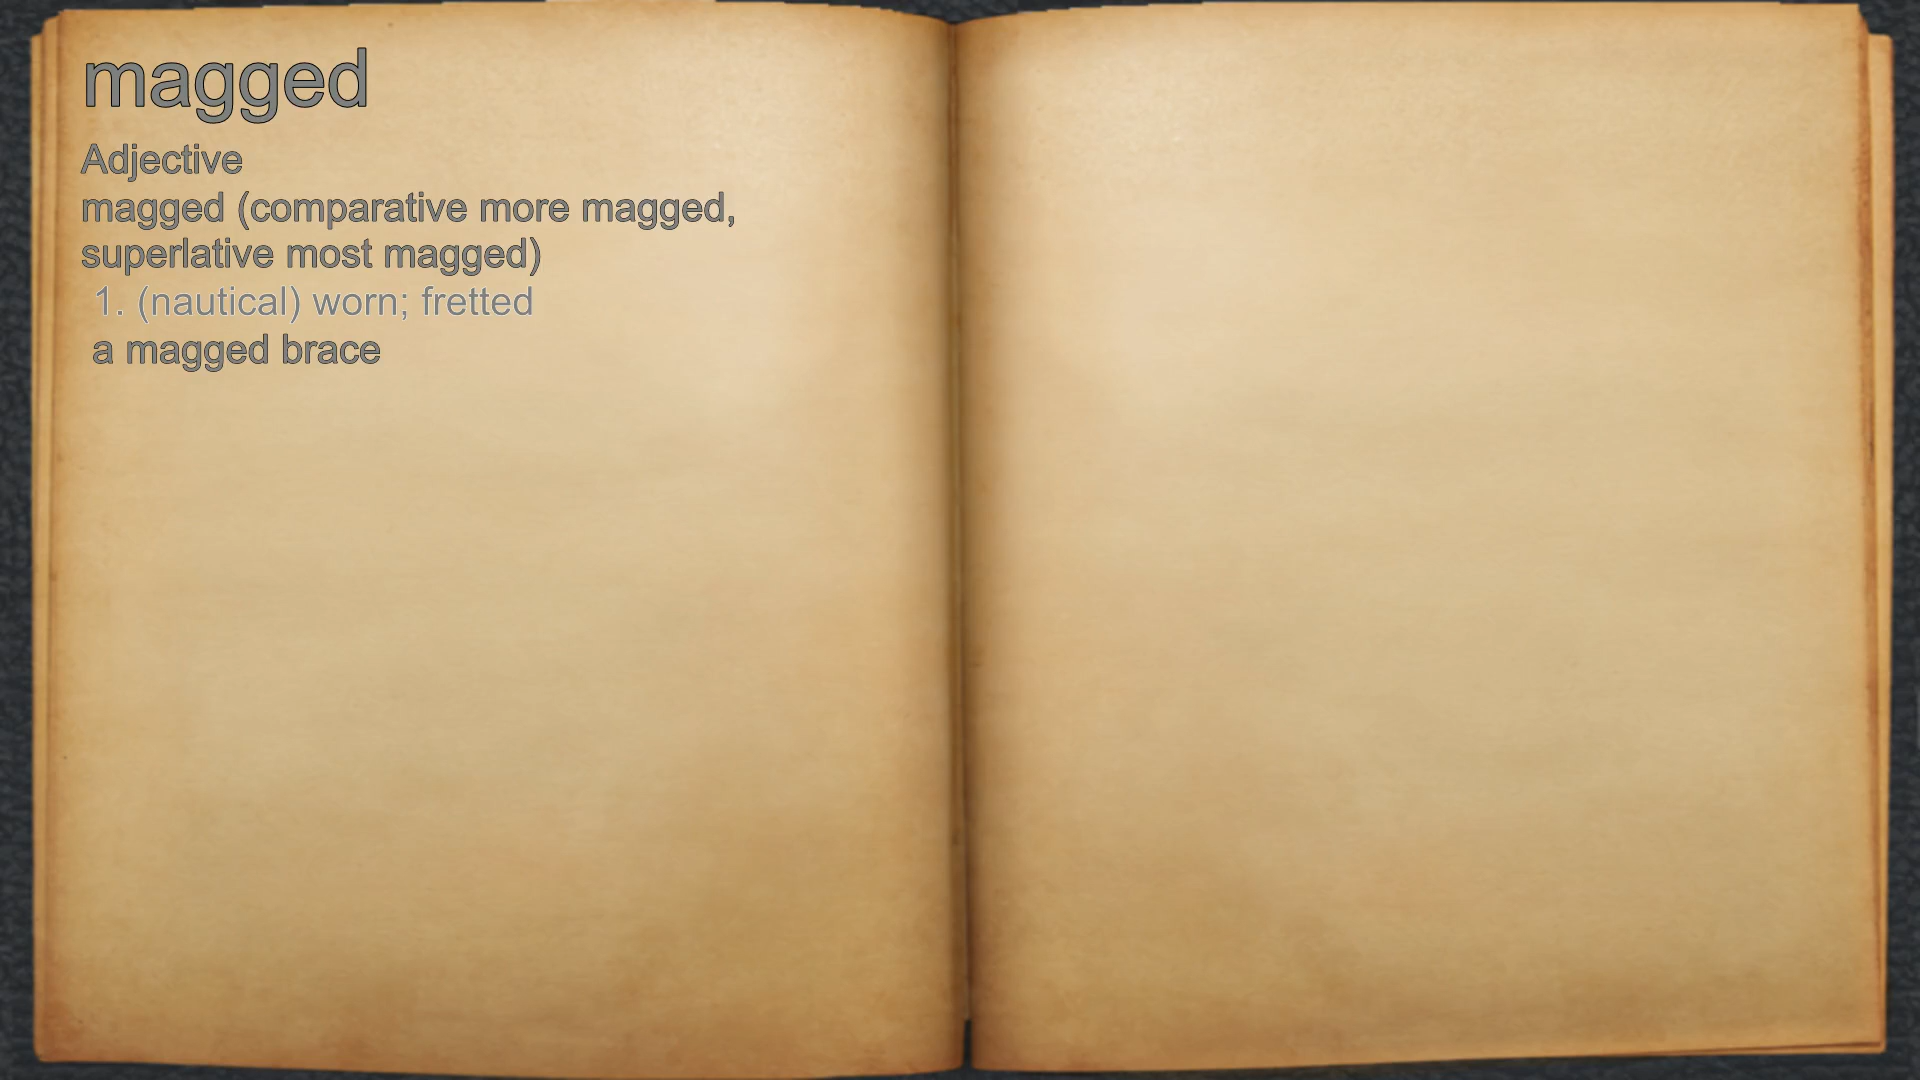 magged
Adjective
magged (comparative more magged,
superlative most magged)
1. (nautical) worn; fretted
a magged brace